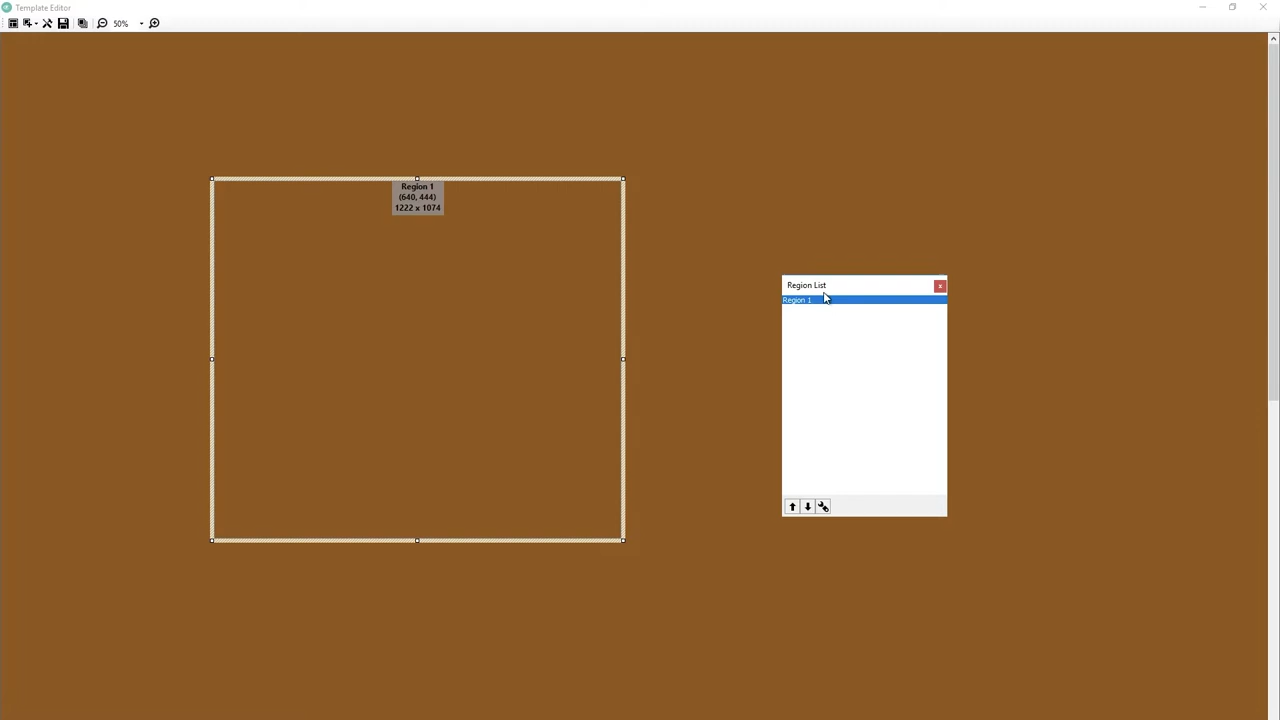 Template Editor
50%
Region 1
(640, 444)
1222 x 1074
Region List
x
Region 1